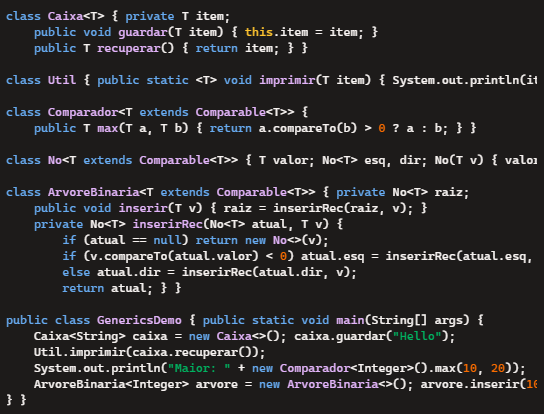 class Caixa<T> { private T item;
public void guardar(T item) { this.item = item; }
public T recuperar() { return item; } }
class Util { public static <T> void imprimir(T item) { System.out.println(it
class Comparador<T extends Comparable<T>> {
public T max(T a, T b) { return a.compareTo(b) > 0 ? a : b; } }
class No<T extends Comparable<T>> { T valor; No<T> esq, dir; No(T v) { valor
class ArvoreBinaria<T extends Comparable<T>> { private No<T> raiz;
public void inserir(T v) { raiz = inserirRec(raiz, v); }
private No<T> inserirRec(No<T> atual, T v) {
if (atual == null) return new No<>(v);
if (v.compareTo(atual.valor) < 0) atual.esq = inserirRec(atual.esq,
else atual.dir = inserirRec(atual.dir, v);
return atual; } }
public class GenericsDemo { public static void main(String[] args) {
Caixa<String> caixa = new Caixa<>(); caixa.guardar("Hello");
Util.imprimir(caixa.recuperar());
System.out.println("Maior: " + new Comparador<Integer>().max(10, 20));
ArvoreBinaria<Integer> arvore = new ArvoreBinaria<>(); arvore.inserir(10
} }